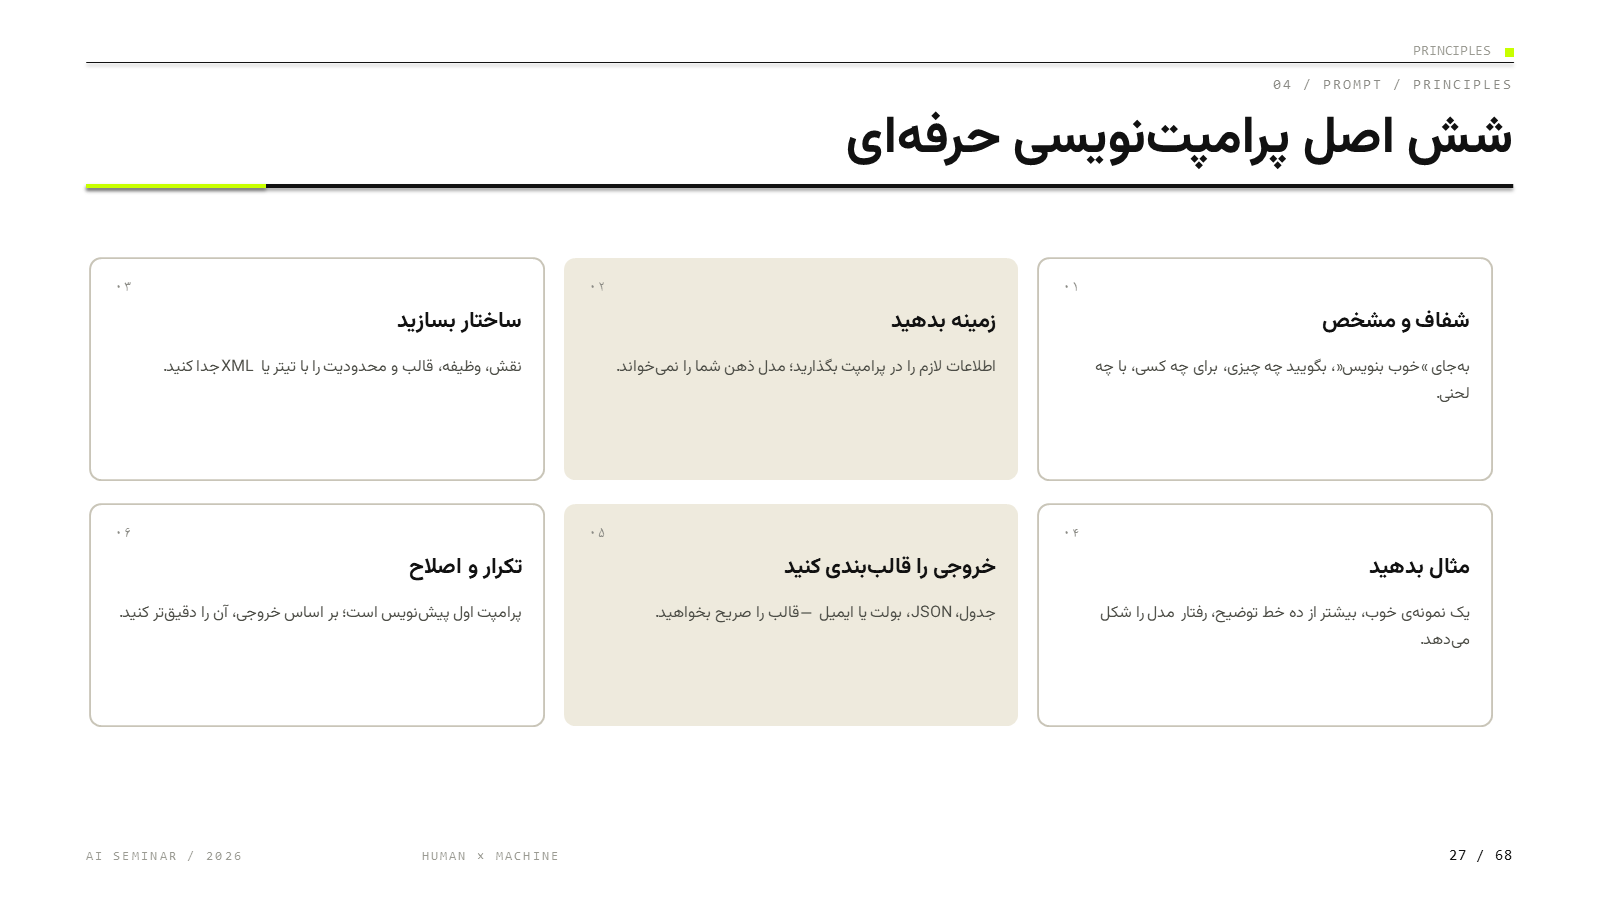 PRINCIPLES
04 / PROMPT / PRINCIPLES
شش اصل پرامپت‌نویسی حرفه‌ای
۰۱
شفاف و مشخص
به‌جای «خوب بنویس»، بگویید چه چیزی، برای چه کسی، با چه
لحنی.
۰۲
زمینه بدهید
اطلاعات لازم را در پرامپت بگذارید؛ مدل ذهن شما را نمی‌خواند.
۰۳
ساختار بسازید
نقش، وظیفه، قالب و محدودیت را با تیتر یا XML جدا کنید.
۰۴
مثال بدهید
یک نمونه‌ی خوب، بیشتر از ده خط توضیح، رفتار مدل را شکل
می‌دهد.
۰۵
خروجی را قالب‌بندی کنید
جدول، JSON، بولت یا ایمیل — قالب را صریح بخواهید.
۰۶
تکرار و اصلاح
پرامپت اول پیش‌نویس است؛ بر اساس خروجی، آن را دقیق‌تر کنید.
AI SEMINAR / 2026
HUMAN × MACHINE
27 / 68